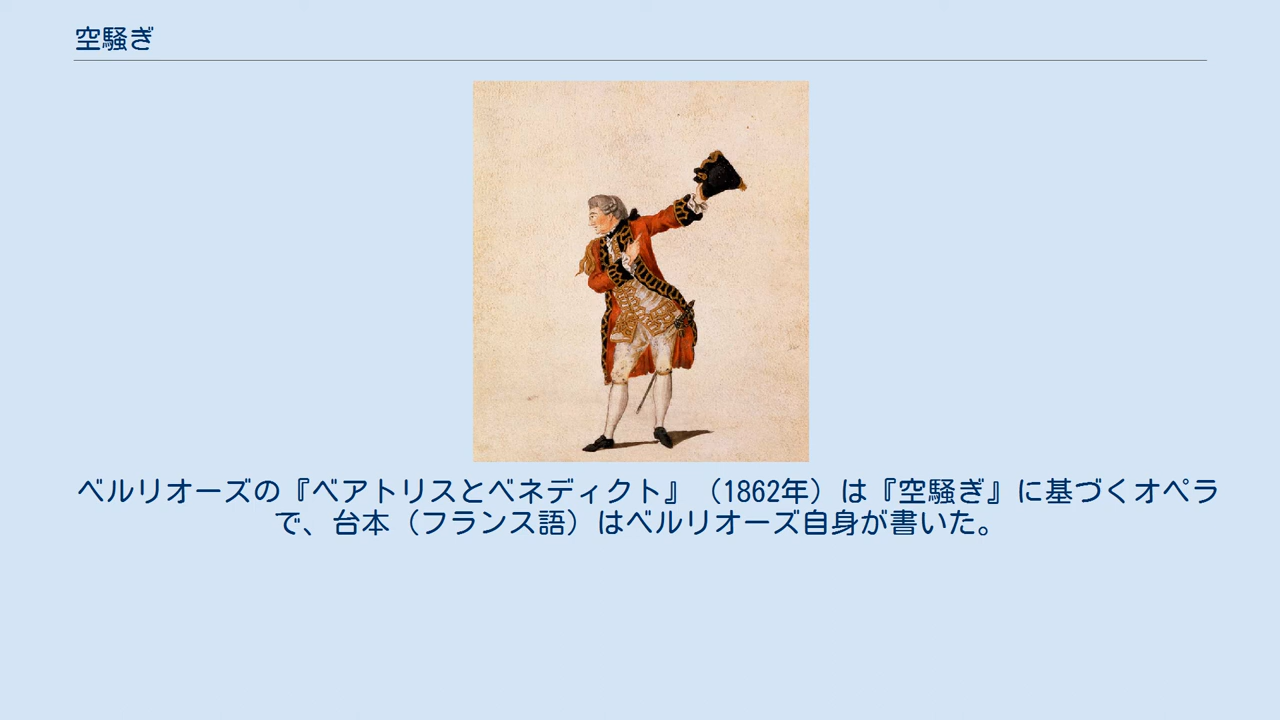 空騒ぎ
ベルリオーズの『ベアトリスとベネディクト』（1862年）は『空騒ぎ』に基づくオペラ
で、台本（フランス語）はベルリオーズ自身が書いた。